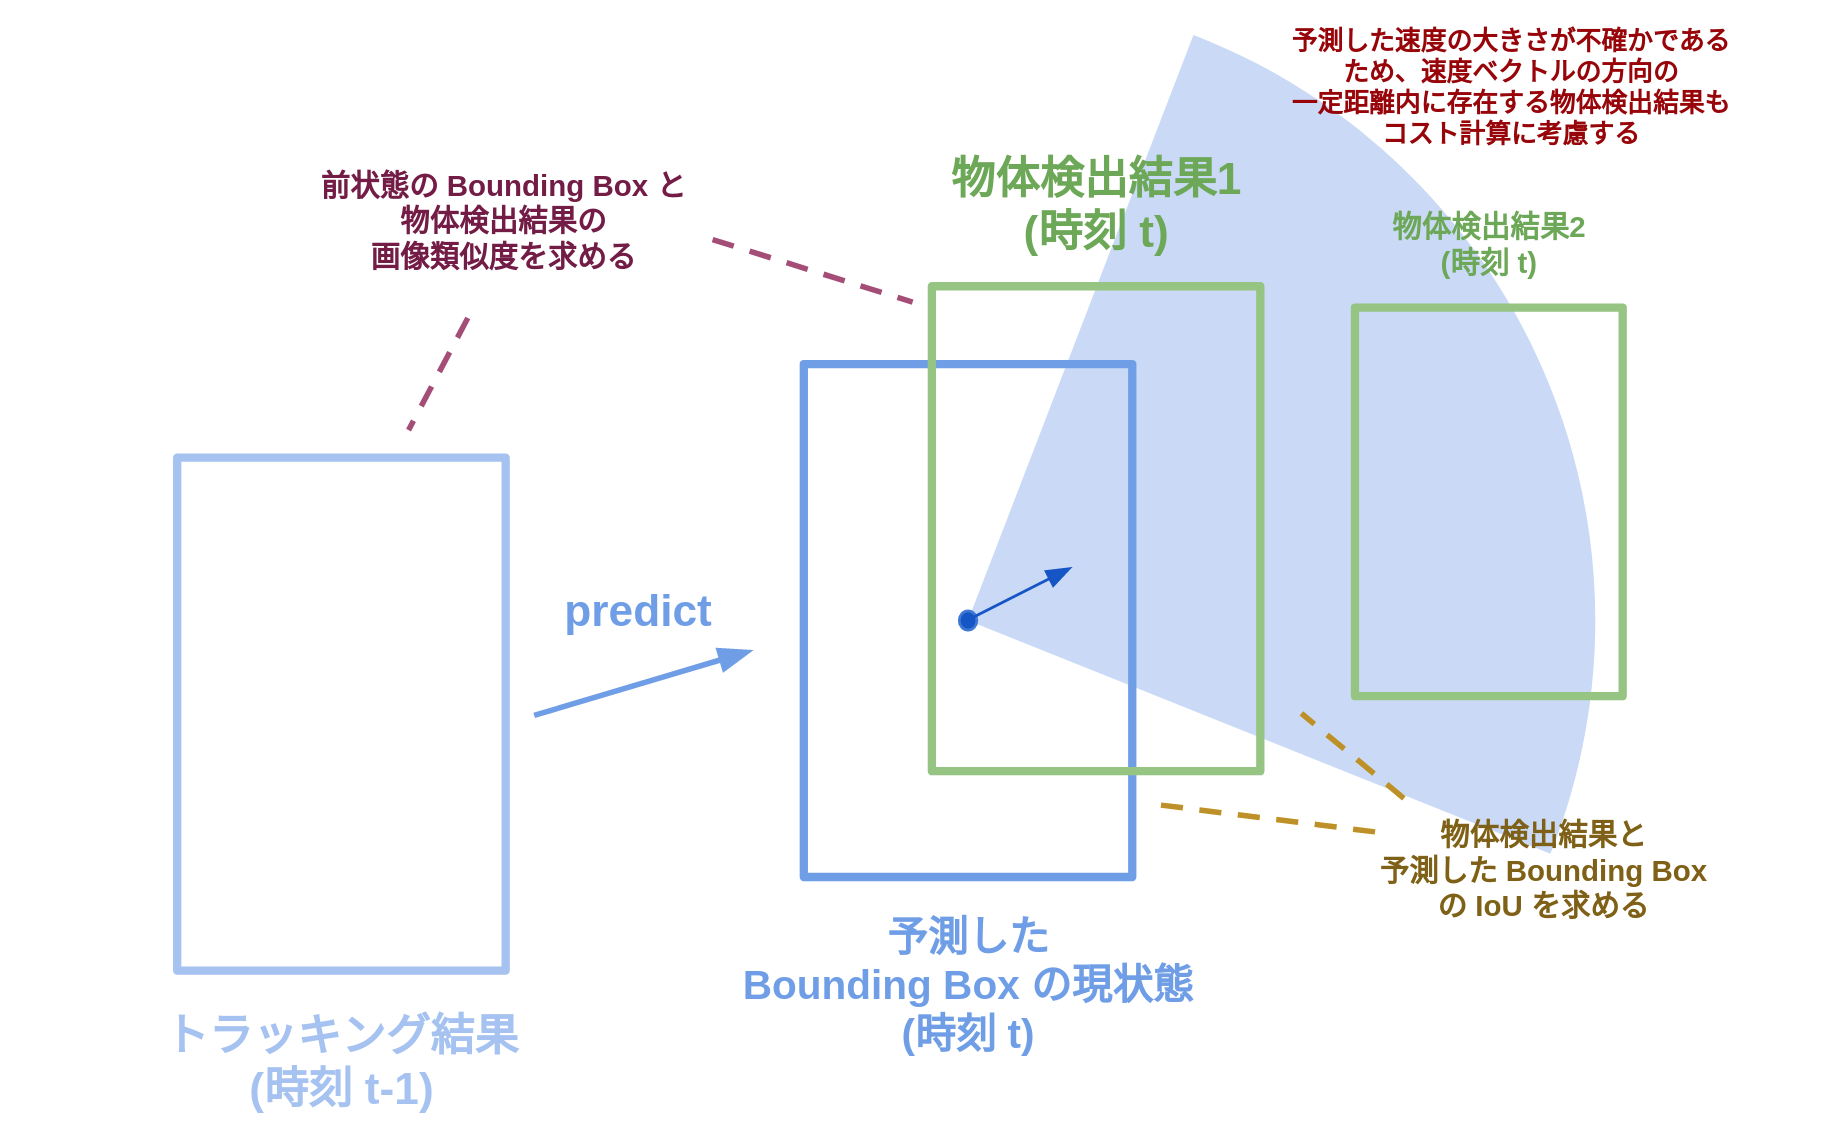 予測した速度の大きさが不確かである
ため、速度ベクトルの方向の
一定距離内に存在する物体検出結果も
コスト計算に考慮する
前状態の Bounding Box と
物体検出結果の
画像類似度を求める
物体検出結果1
(時刻 t)
物体検出結果2
(時刻 t)
predict
物体検出結果と
予測した Bounding Box
の IoU を求める
予測した
Bounding Box の現状態
(時刻 t)
トラッキング結果
(時刻 t-1)